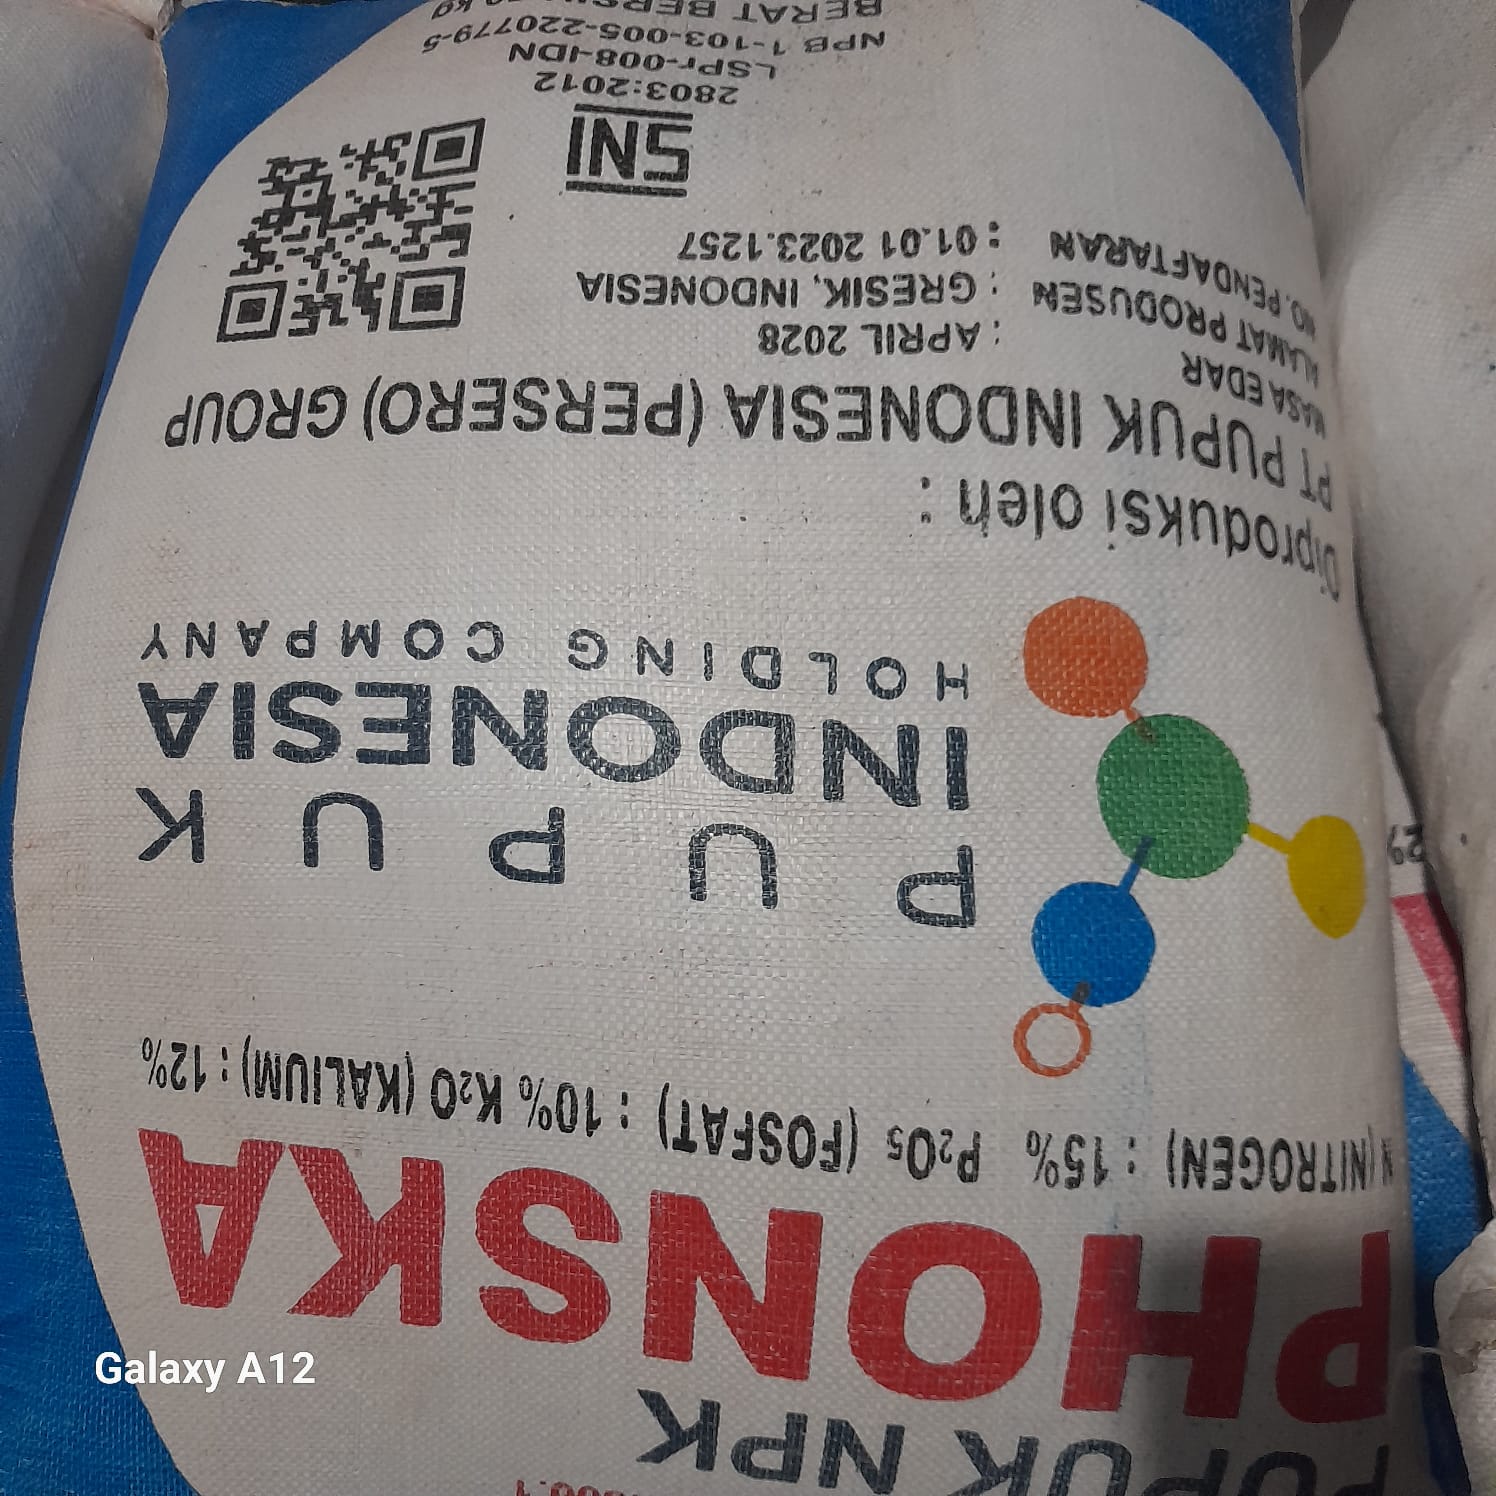 PUPUK NPK
PHONSKA
N (NITROGEN) : 15% P₂O₅ (FOSFAT) : 10% K₂O (KALIUM) : 12%
PUPUK
INDONESIA
HOLDING COMPANY
Diproduksi oleh :
PT PUPUK INDONESIA (PERSERO) GROUP
MASA EDAR : APRIL 2028
ALAMAT PRODUSEN : GRESIK, INDONESIA
NO. PENDAFTARAN : 01.01 2023.1257
SNI
2803:2012
LSPr-008-IDN
NPB 1-103-005-220779-5
BERAT
Galaxy A12